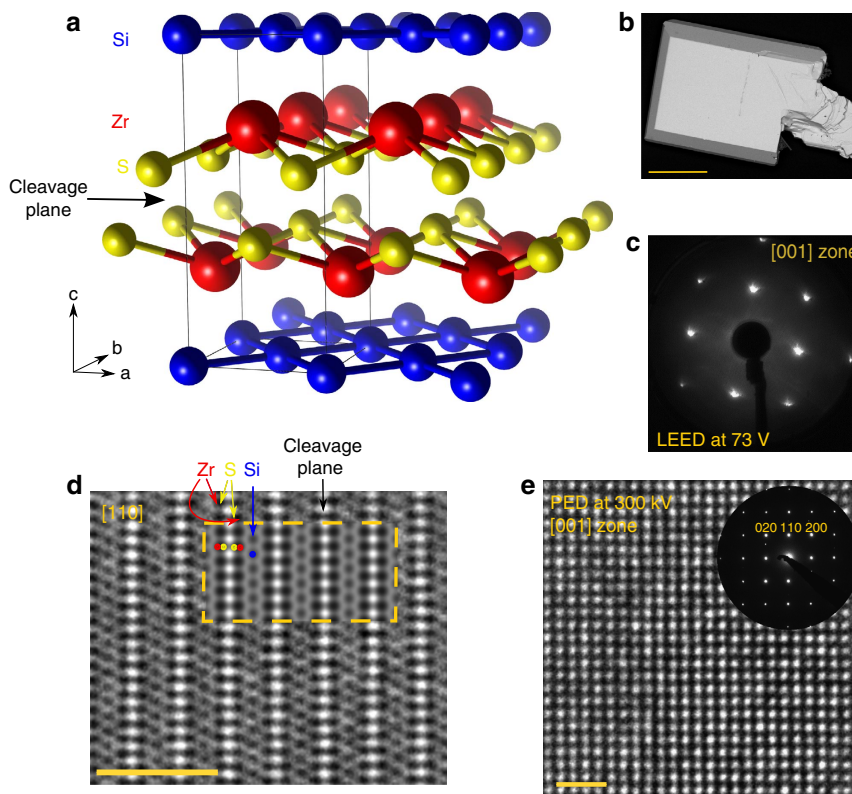 a
Si
Zr
S
Cleavage
plane
c
b
a
b
c
[001] zone
LEED at 73 V
d
Zr
S
Si
Cleavage
plane
[110]
e
PED at 300 kV
[001] zone
020 110 200